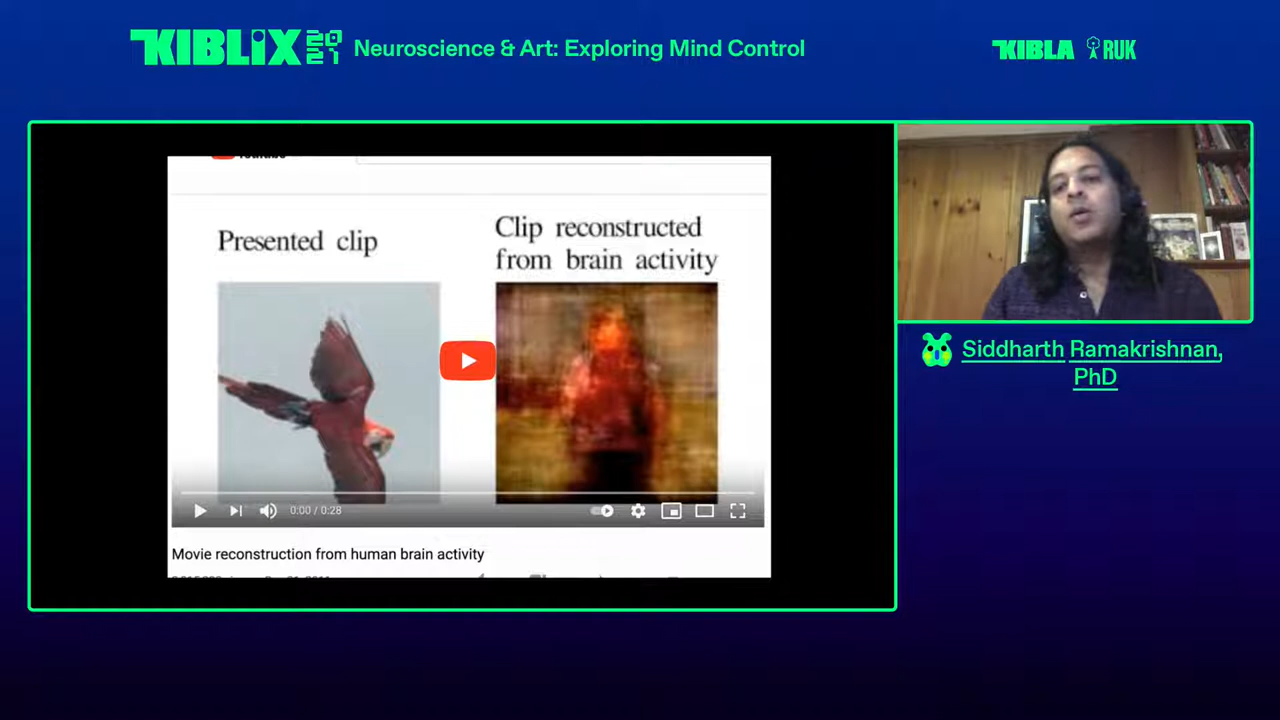 KIBLiX 2021
Neuroscience & Art: Exploring Mind Control
KIBLA RUK
Presented clip
Clip reconstructed
from brain activity
0:00 / 0:28
Movie reconstruction from human brain activity
Siddharth Ramakrishnan,
PhD